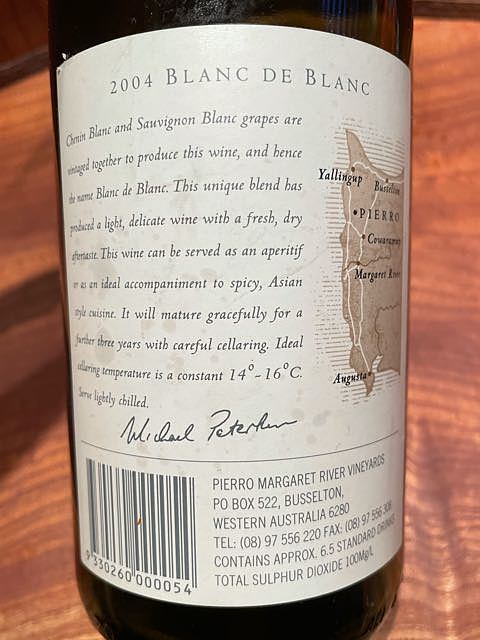 2004 BLANC DE BLANC
Chenin Blanc and Sauvignon Blanc grapes are
vintaged together to produce this wine, and hence
the name Blanc de Blanc. This unique blend has
produced a light, delicate wine with a fresh, dry
aftertaste. This wine can be served as an aperitif
or as an ideal accompaniment to spicy, Asian
style cuisine. It will mature gracefully for a
further three years with careful cellaring. Ideal
cellaring temperature is a constant 14°-16°C.
Serve lightly chilled.
Michael Peterkin
Yallingup
Busselton
PIERRO
Cowaramup
Margaret River
Augusta
9 330260 000054
PIERRO MARGARET RIVER VINEYARDS
PO BOX 522, BUSSELTON,
WESTERN AUSTRALIA 6280
TEL: (08) 97 556 220 FAX: (08) 97 556 308
CONTAINS APPROX. 6.5 STANDARD DRINKS
TOTAL SULPHUR DIOXIDE 100Mg/L